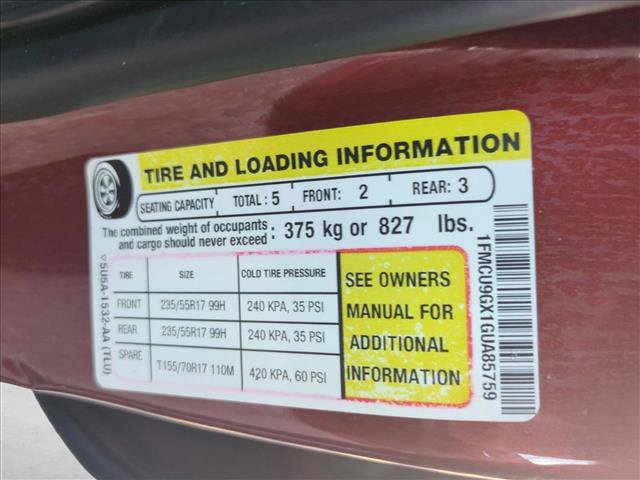 TIRE AND LOADING INFORMATION
SEATING CAPACITY TOTAL : 5 FRONT: 2 REAR: 3
The combined weight of occupants
and cargo should never exceed : 375 kg or 827 lbs.
TIRE SIZE COLD TIRE PRESSURE
FRONT 235/55R17 99H 240 KPA, 35 PSI
REAR 235/55R17 99H 240 KPA, 35 PSI
SPARE T155/70R17 110M 420 KPA, 60 PSI
SEE OWNERS
MANUAL FOR
ADDITIONAL
INFORMATION
5U5A-1532-AA (TLU)
1FMCU9GX1GUA85759